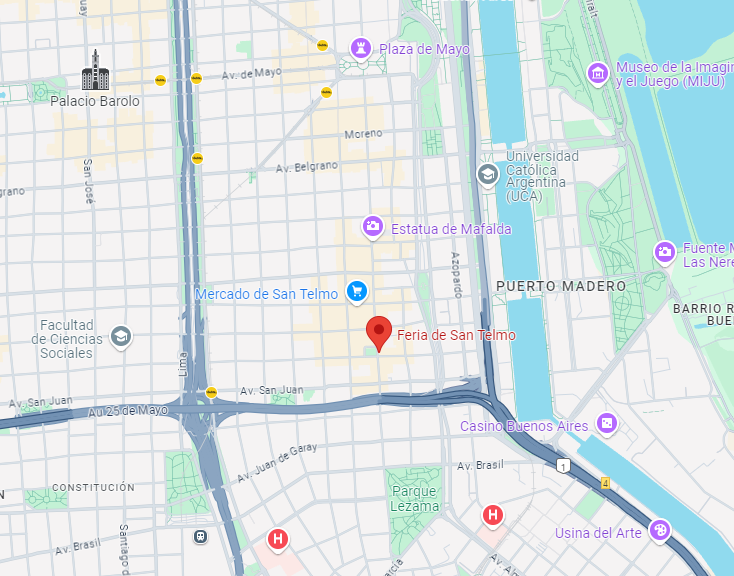 Plaza de Mayo
Museo de la Imagin
y el Juego (MIJU)
Av. de Mayo
Palacio Barolo
Moreno
Av. Belgrano
Universidad
Católica
Argentina
(UCA)
San José
grano
Estatua de Mafalda
Fuente M
Las Nere
Azopardo
PUERTO MADERO
Mercado de San Telmo
BARRIO R
BUE
Facultad
de Ciencias
Sociales
Feria de San Telmo
Lima
Av. San Juan
Av. San Juan
Au 25 de Mayo
Casino Buenos Aires
Av. Juan de Garay
Av. Brasil
1
4
CONSTITUCIÓN
N
Parque
Lezama
H
H
Usina del Arte
Av. Brasil
Santiago d
arcía